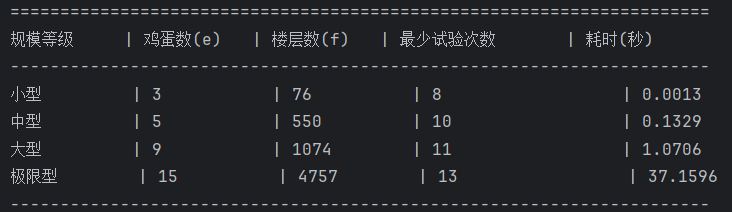 ======================================================================
规模等级 | 鸡蛋数(e) | 楼层数(f) | 最少试验次数 | 耗时(秒)
----------------------------------------------------------------------
小型 | 3 | 76 | 8 | 0.0013
中型 | 5 | 550 | 10 | 0.1329
大型 | 9 | 1074 | 11 | 1.0706
极限型 | 15 | 4757 | 13 | 37.1596
----------------------------------------------------------------------